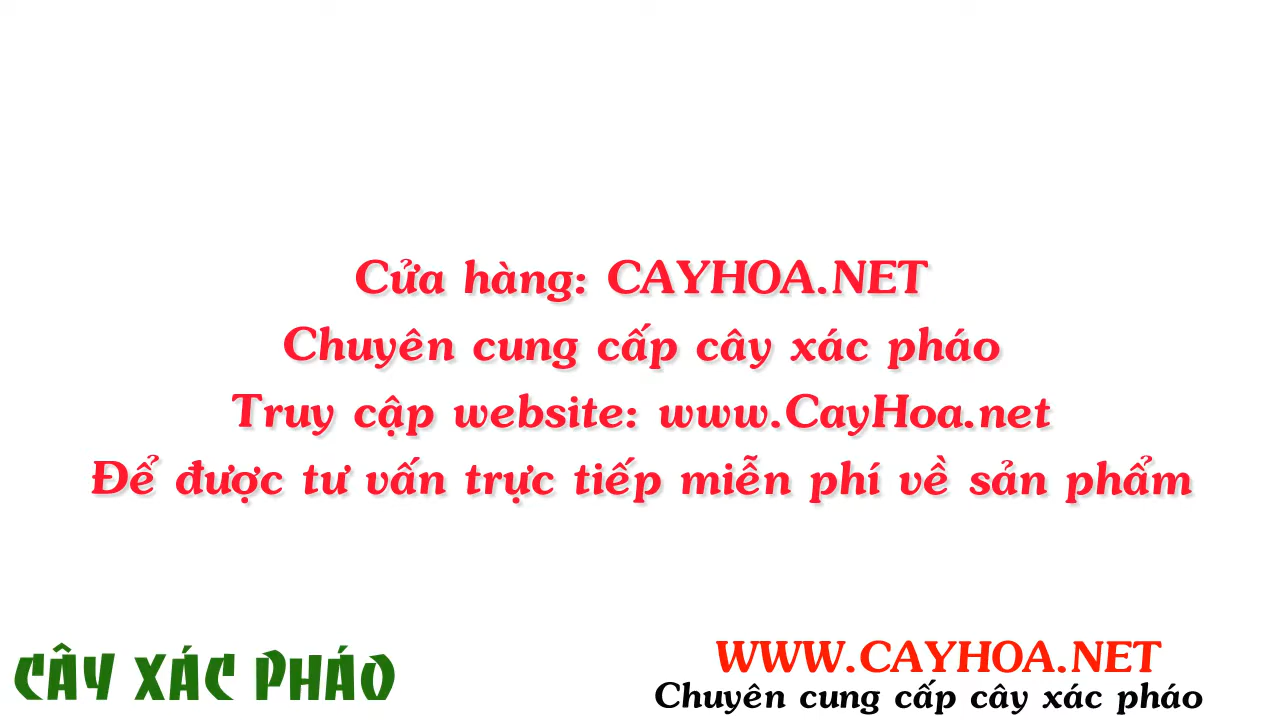 Cửa hàng: CAYHOA.NET
Chuyên cung cấp cây xác pháo
Truy cập website: www.CayHoa.net
Để được tư vấn trực tiếp miễn phí về sản phẩm
CÂY XÁC PHÁO
WWW.CAYHOA.NET
Chuyên cung cấp cây xác pháo